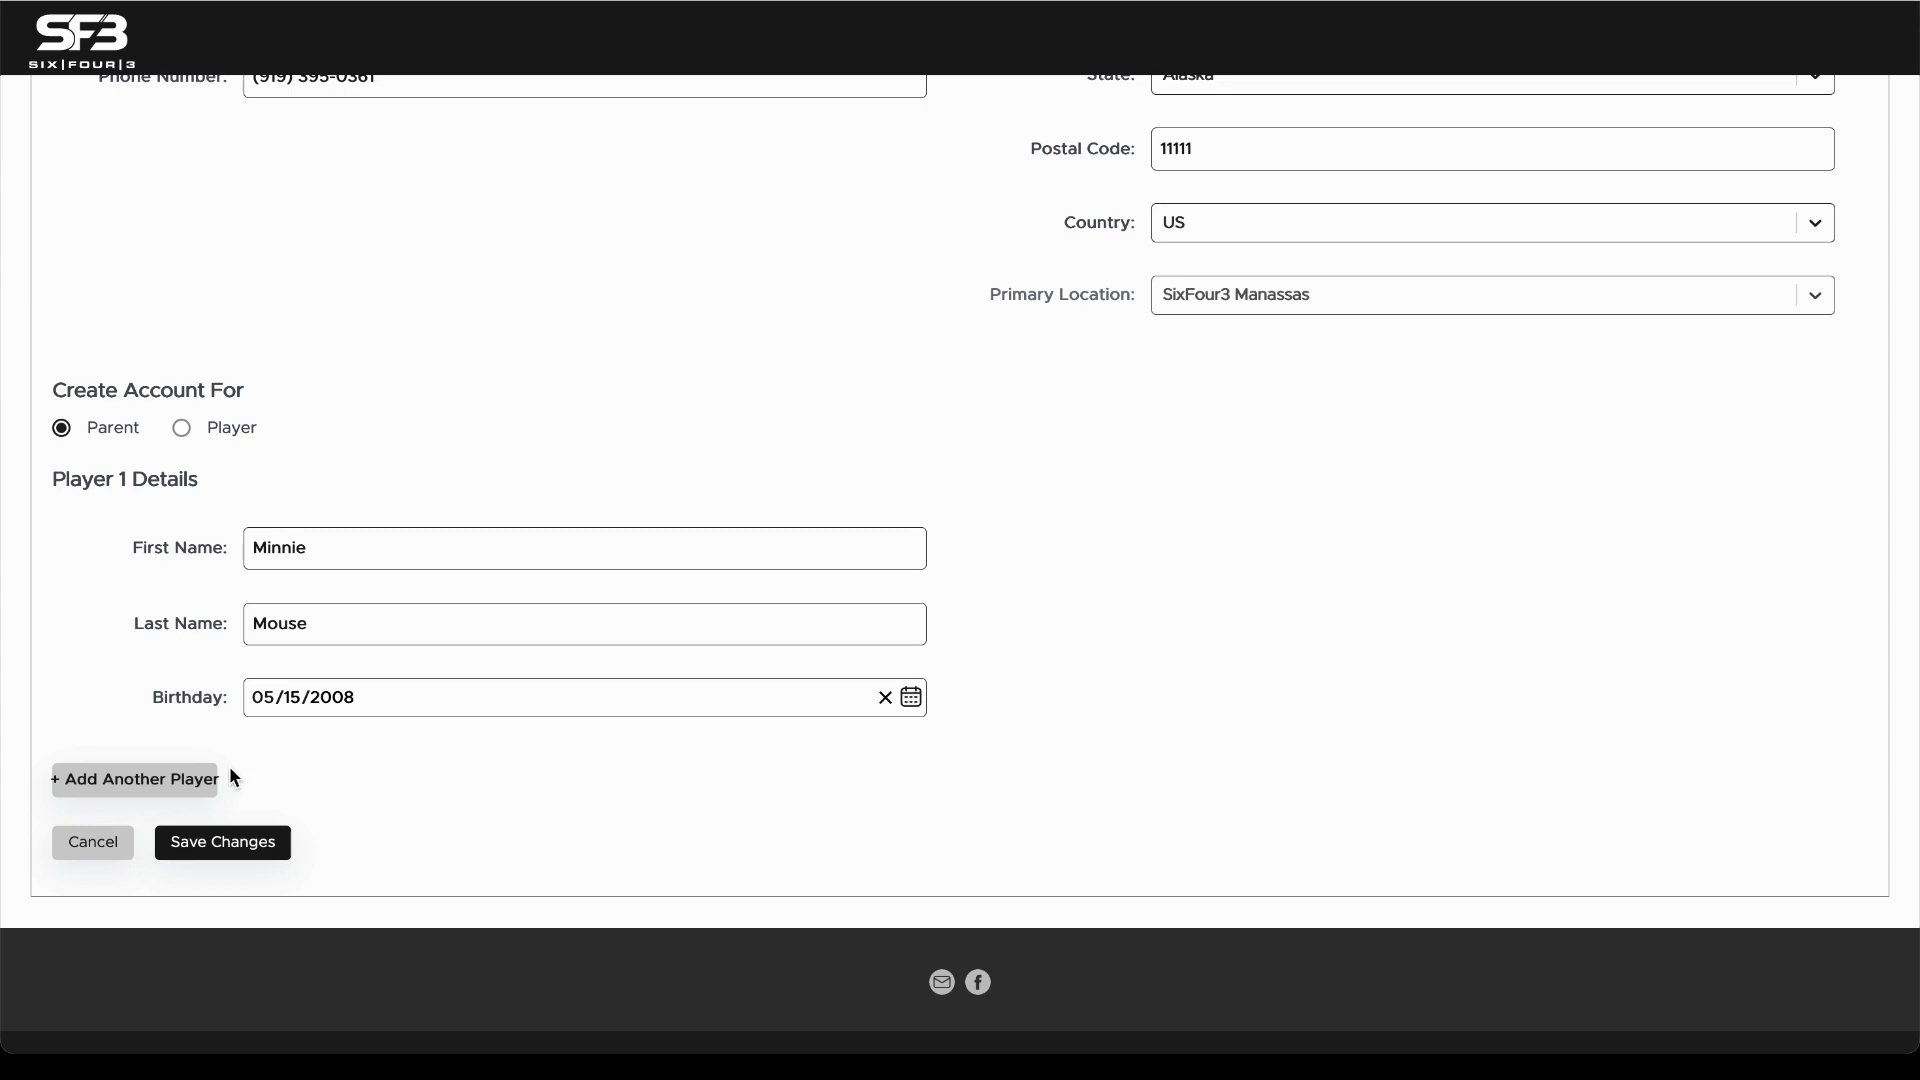 SF3
SIX|FOUR|3
Phone Number: (919) 395-0361
State: Alaska
Postal Code: 11111
Country: US
Primary Location: SixFour3 Manassas
Create Account For
Parent Player
Player 1 Details
First Name: Minnie
Last Name: Mouse
Birthday: 05/15/2008
+ Add Another Player
Cancel Save Changes